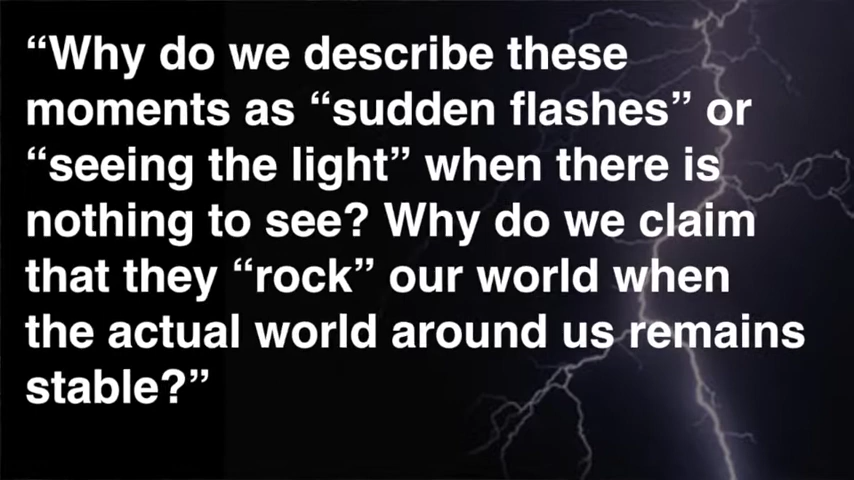 “Why do we describe these
moments as “sudden flashes” or
“seeing the light” when there is
nothing to see? Why do we claim
that they “rock” our world when
the actual world around us remains
stable?”